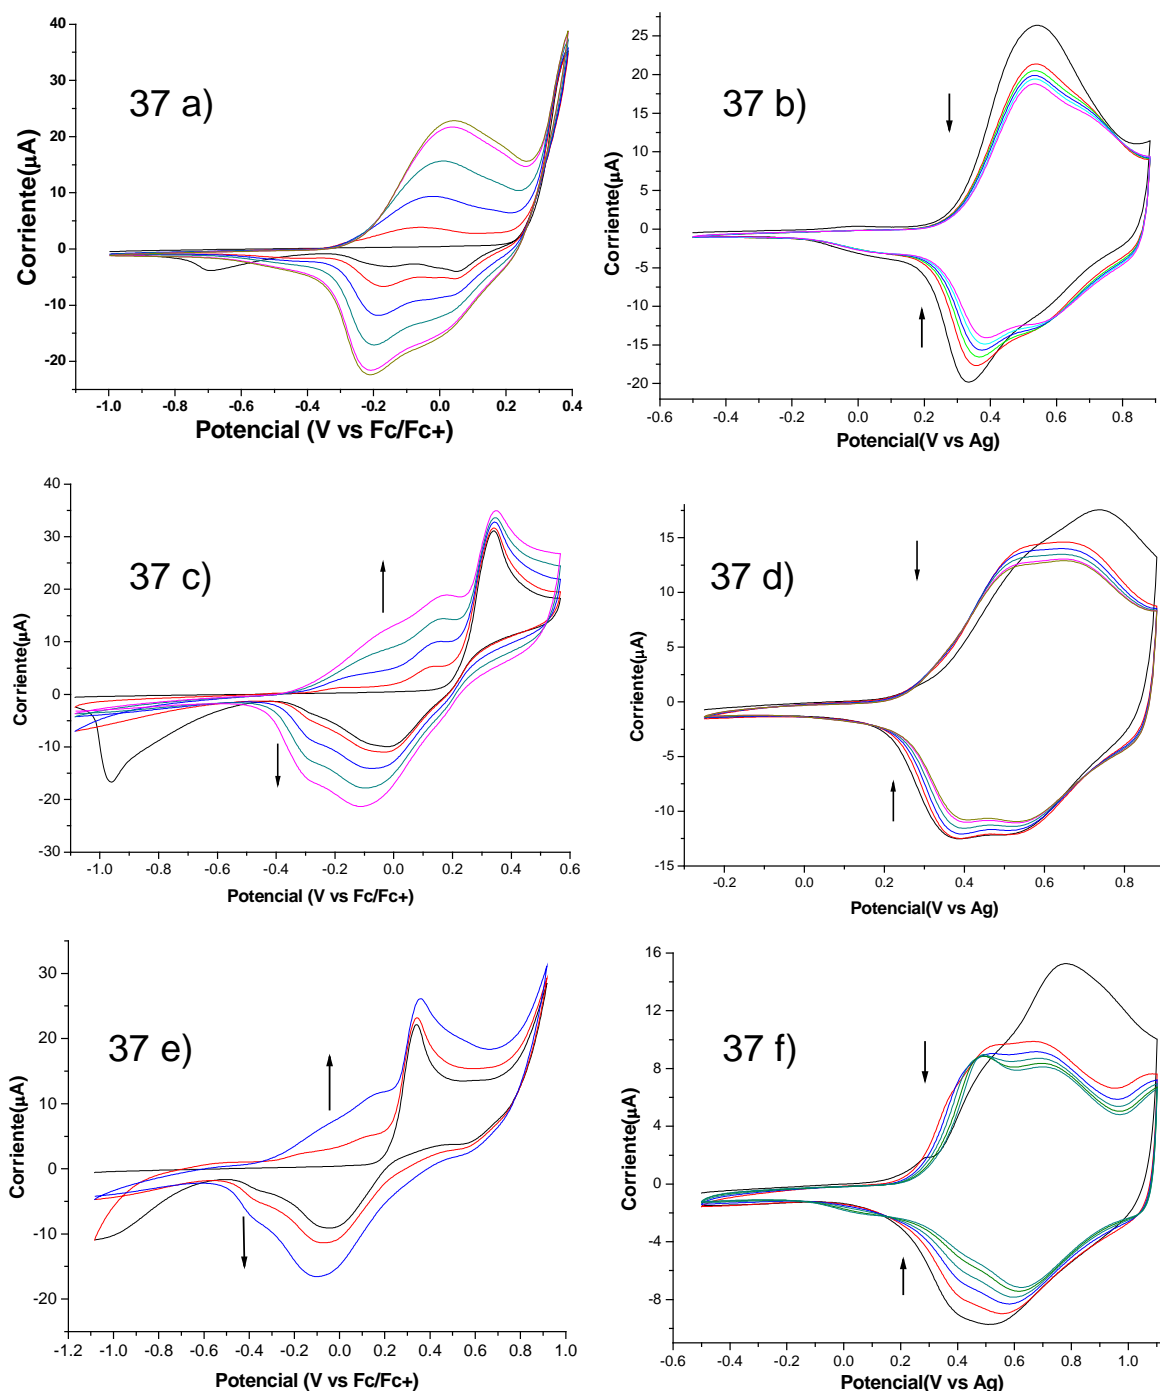 37 a)
Corriente(µA)
40
30
20
10
0
-10
-20
-1.0 -0.8 -0.6 -0.4 -0.2 0.0 0.2 0.4
Potencial (V vs Fc/Fc+)
37 b)
Corriente(µA)
25
20
15
10
5
0
-5
-10
-15
-20
-0.6 -0.4 -0.2 0.0 0.2 0.4 0.6 0.8
Potencial(V vs Ag)
37 c)
Corriente(µA)
40
30
20
10
0
-10
-20
-30
-1.0 -0.8 -0.6 -0.4 -0.2 0.0 0.2 0.4 0.6
Potencial (V vs Fc/Fc+)
37 d)
Corriente(µA)
15
10
5
0
-5
-10
-15
-0.2 0.0 0.2 0.4 0.6 0.8
Potencial(V vs Ag)
37 e)
Corriente(µA)
30
20
10
0
-10
-20
-1.2 -1.0 -0.8 -0.6 -0.4 -0.2 0.0 0.2 0.4 0.6 0.8 1.0
Potencial (V vs Fc/Fc+)
37 f)
Corriente(µA)
16
12
8
4
0
-4
-8
-0.6 -0.4 -0.2 0.0 0.2 0.4 0.6 0.8 1.0
Potencial(V vs Ag)